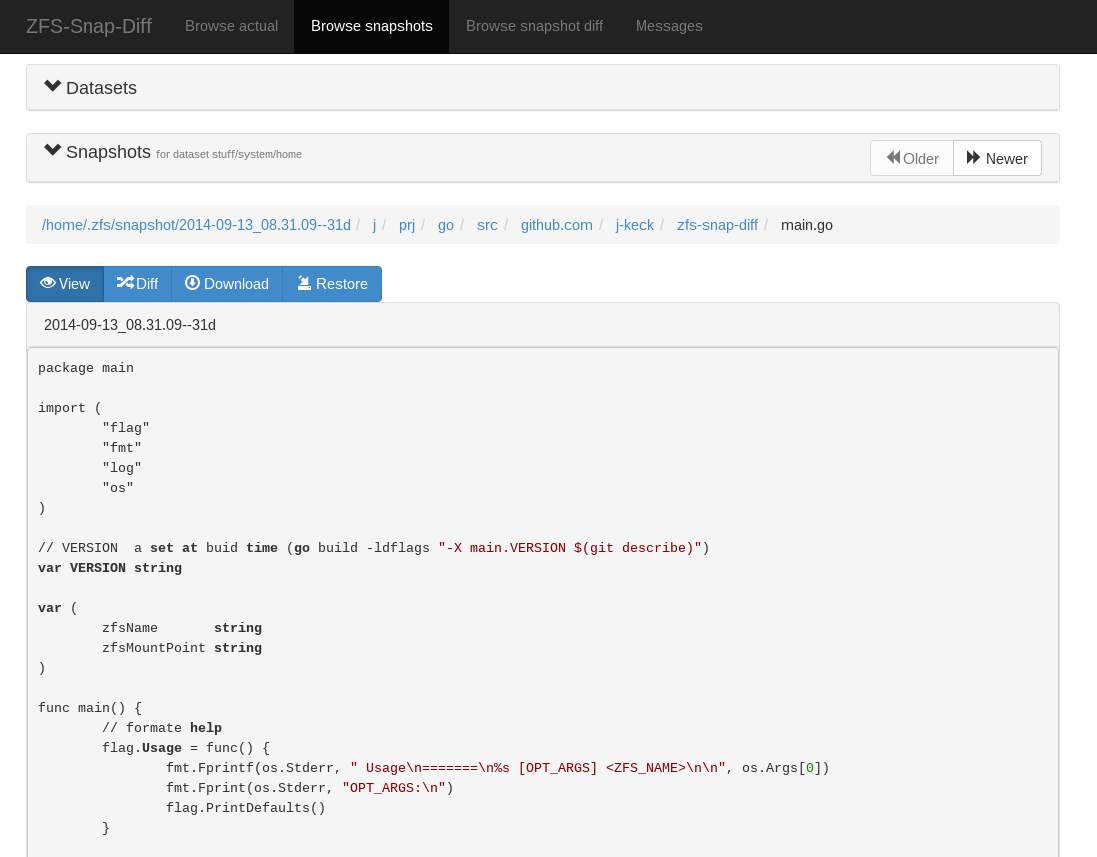 ZFS-Snap-Diff Browse actual Browse snapshots Browse snapshot diff Messages
Datasets
Snapshots for dataset stuff/system/home Older Newer
/home/.zfs/snapshot/2014-09-13_08.31.09--31d / j / prj / go / src / github.com / j-keck / zfs-snap-diff / main.go
View Diff Download Restore
2014-09-13_08.31.09--31d
package main
import (
"flag"
"fmt"
"log"
"os"
)
// VERSION  a set at buid time (go build -ldflags "-X main.VERSION $(git describe)")
var VERSION string
var (
zfsName       string
zfsMountPoint string
)
func main() {
// formate help
flag.Usage = func() {
fmt.Fprintf(os.Stderr, " Usage\n=======\n%s [OPT_ARGS] <ZFS_NAME>\n\n", os.Args[0])
fmt.Fprint(os.Stderr, "OPT_ARGS:\n")
flag.PrintDefaults()
}